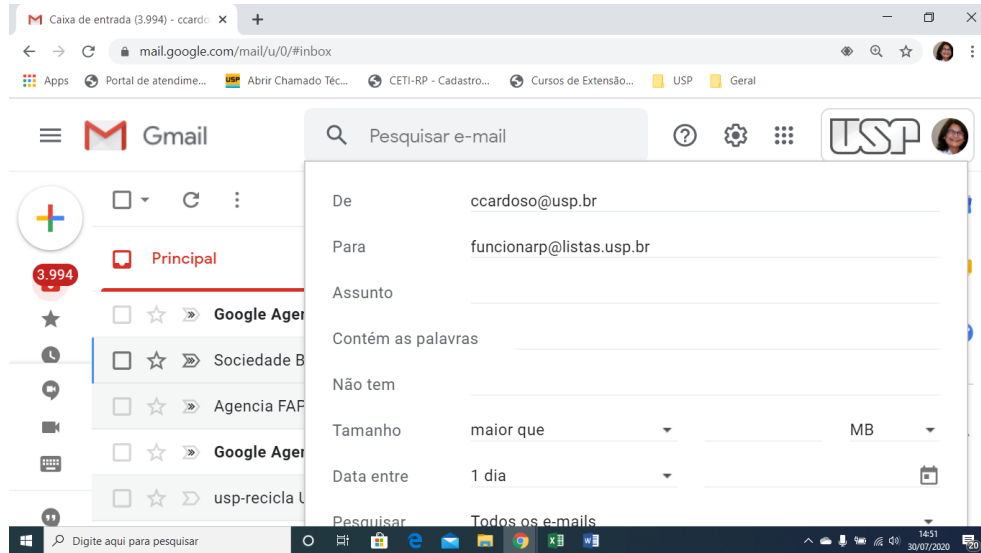 Caixa de entrada (3.994) - ccardo
mail.google.com/mail/u/0/#inbox
Apps Portal de atendime... USP Abrir Chamado Téc... CETI-RP - Cadastro... Cursos de Extensão... USP Geral
Gmail Pesquisar e-mail USP
De ccardoso@usp.br
Para funcionarp@listas.usp.br
Assunto
Contém as palavras
Não tem
Tamanho maior que MB
Data entre 1 dia
Pesquisar Todos os e-mails
3.994
Principal
Google Agen
Sociedade B
Agencia FAP
Google Agen
usp-recicla U
Digite aqui para pesquisar
14:51
30/07/2020
20